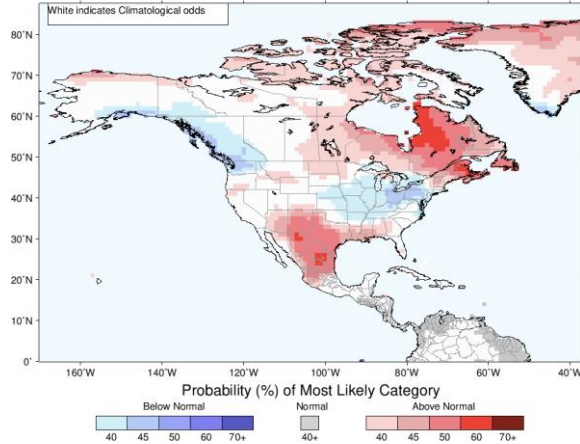 White indicates Climatological odds
80°N
70°N
60°N
50°N
40°N
30°N
20°N
10°N
0°
160°W 140°W 120°W 100°W 80°W 60°W 40°W
Probability (%) of Most Likely Category
Below Normal Normal Above Normal
40 45 50 60 70+ 40+ 40 45 50 60 70+